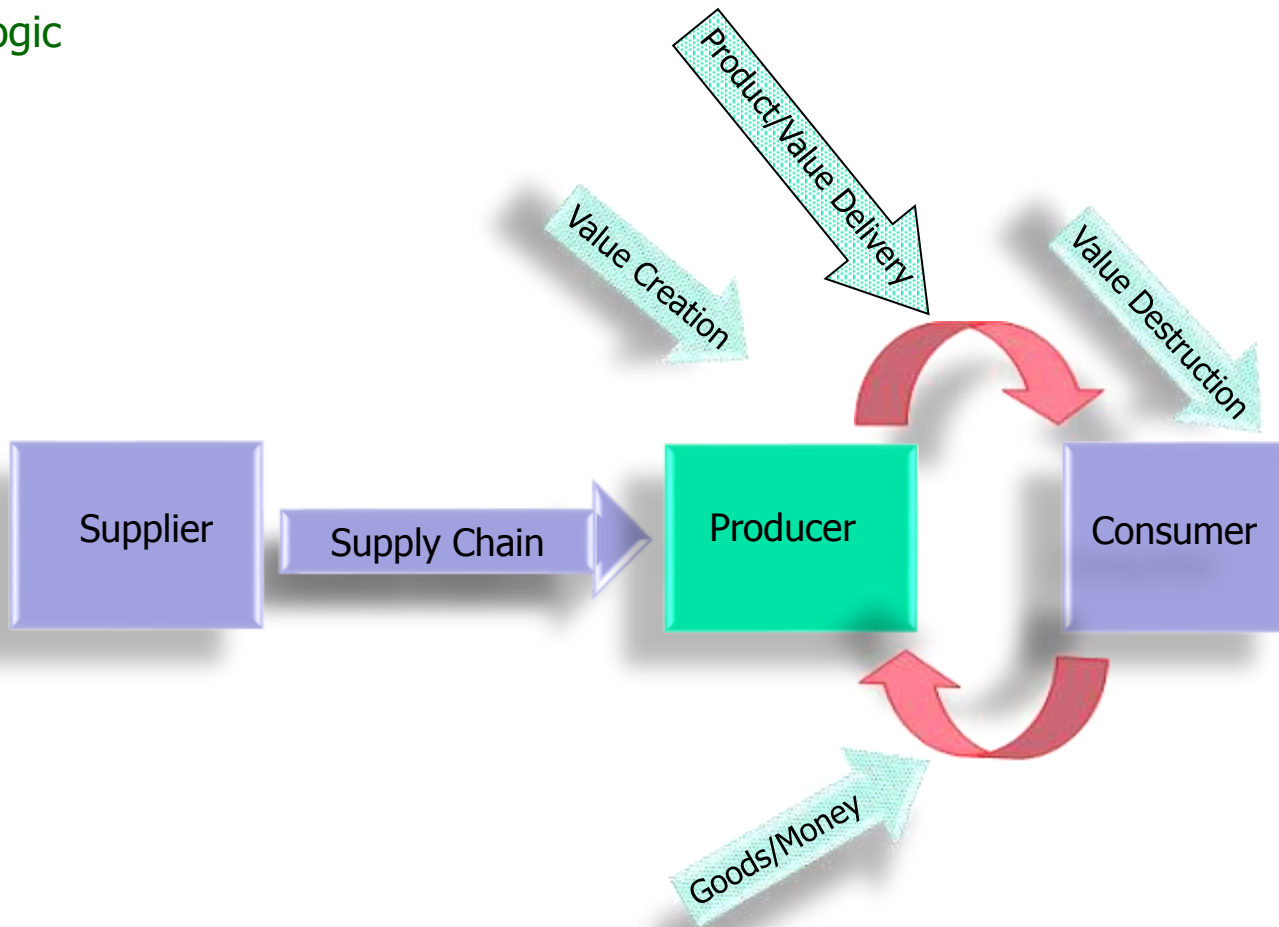 ogic
Product/Value Delivery
Value Creation
Value Destruction
Supplier
Supply Chain
Producer
Consumer
Goods/Money